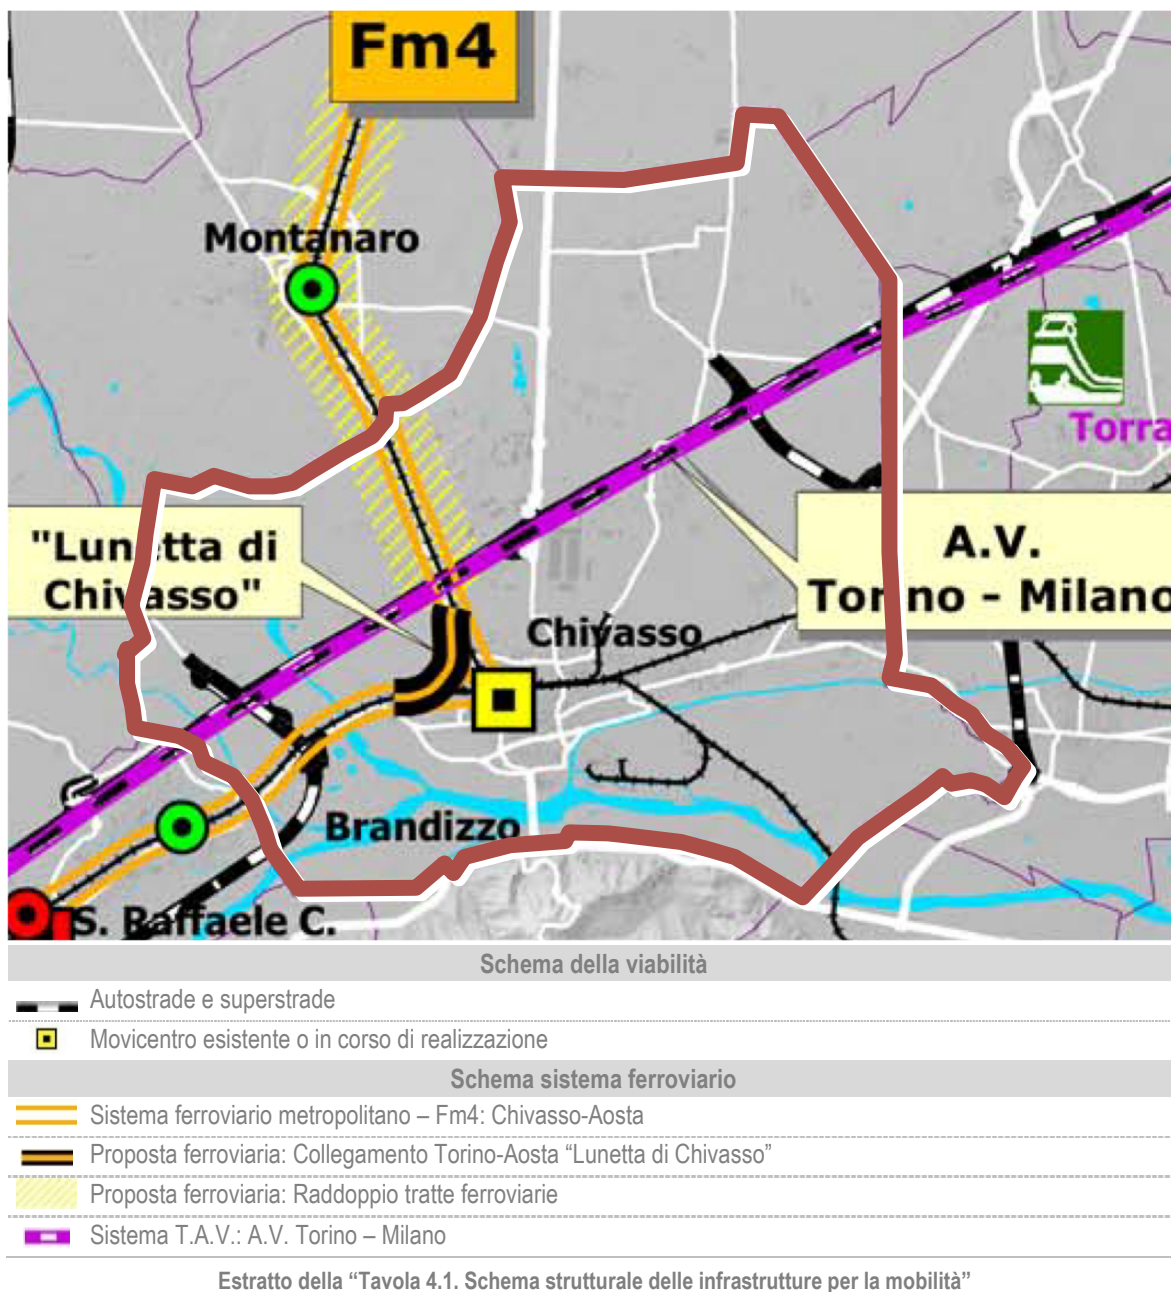 Fm4
Montanaro
Torra
"Lunetta di
Chivasso"
A.V.
Torino - Milano
Chivasso
Brandizzo
S. Raffaele C.
Schema della viabilità
Autostrade e superstrade
Movicentro esistente o in corso di realizzazione
Schema sistema ferroviario
Sistema ferroviario metropolitano – Fm4: Chivasso-Aosta
Proposta ferroviaria: Collegamento Torino-Aosta “Lunetta di Chivasso”
Proposta ferroviaria: Raddoppio tratte ferroviarie
Sistema T.A.V.: A.V. Torino – Milano
Estratto della “Tavola 4.1. Schema strutturale delle infrastrutture per la mobilità”